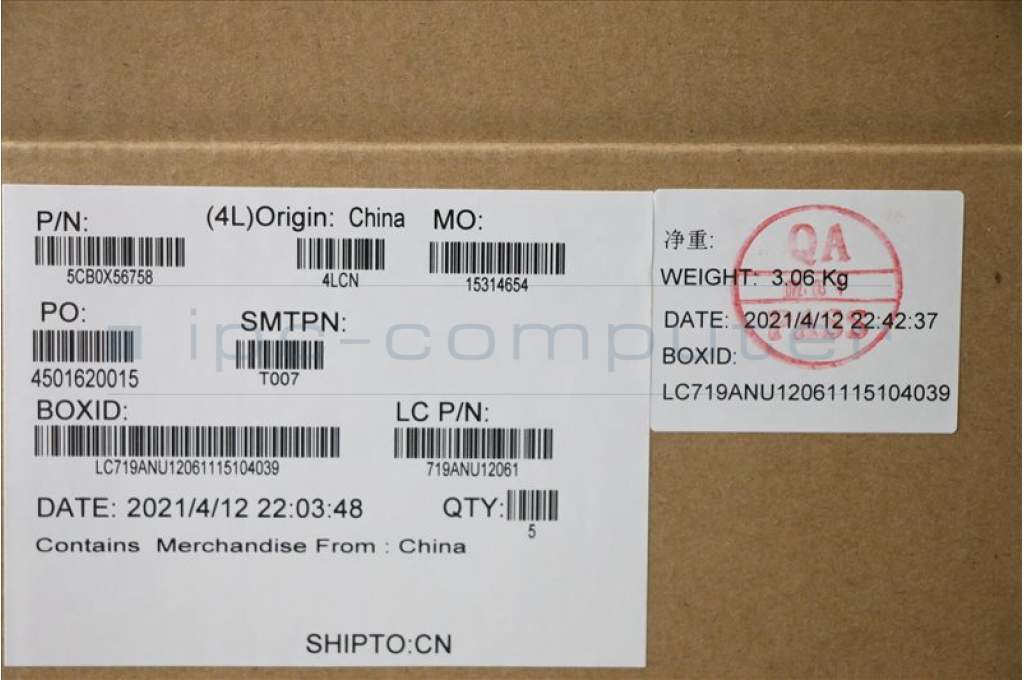 P/N:
(4L)Origin: China
MO:
5CB0X56758
4LCN
15314654
PO:
SMTPN:
4501620015
T007
BOXID:
LC P/N:
LC719ANU12061115104039
719ANU12061
DATE: 2021/4/12 22:03:48
QTY:
5
Contains Merchandise From : China
SHIPTO:CN
净重:
WEIGHT: 3.06 Kg
DATE: 2021/4/12 22:42:37
BOXID:
LC719ANU12061115104039
QA
ipc-computer